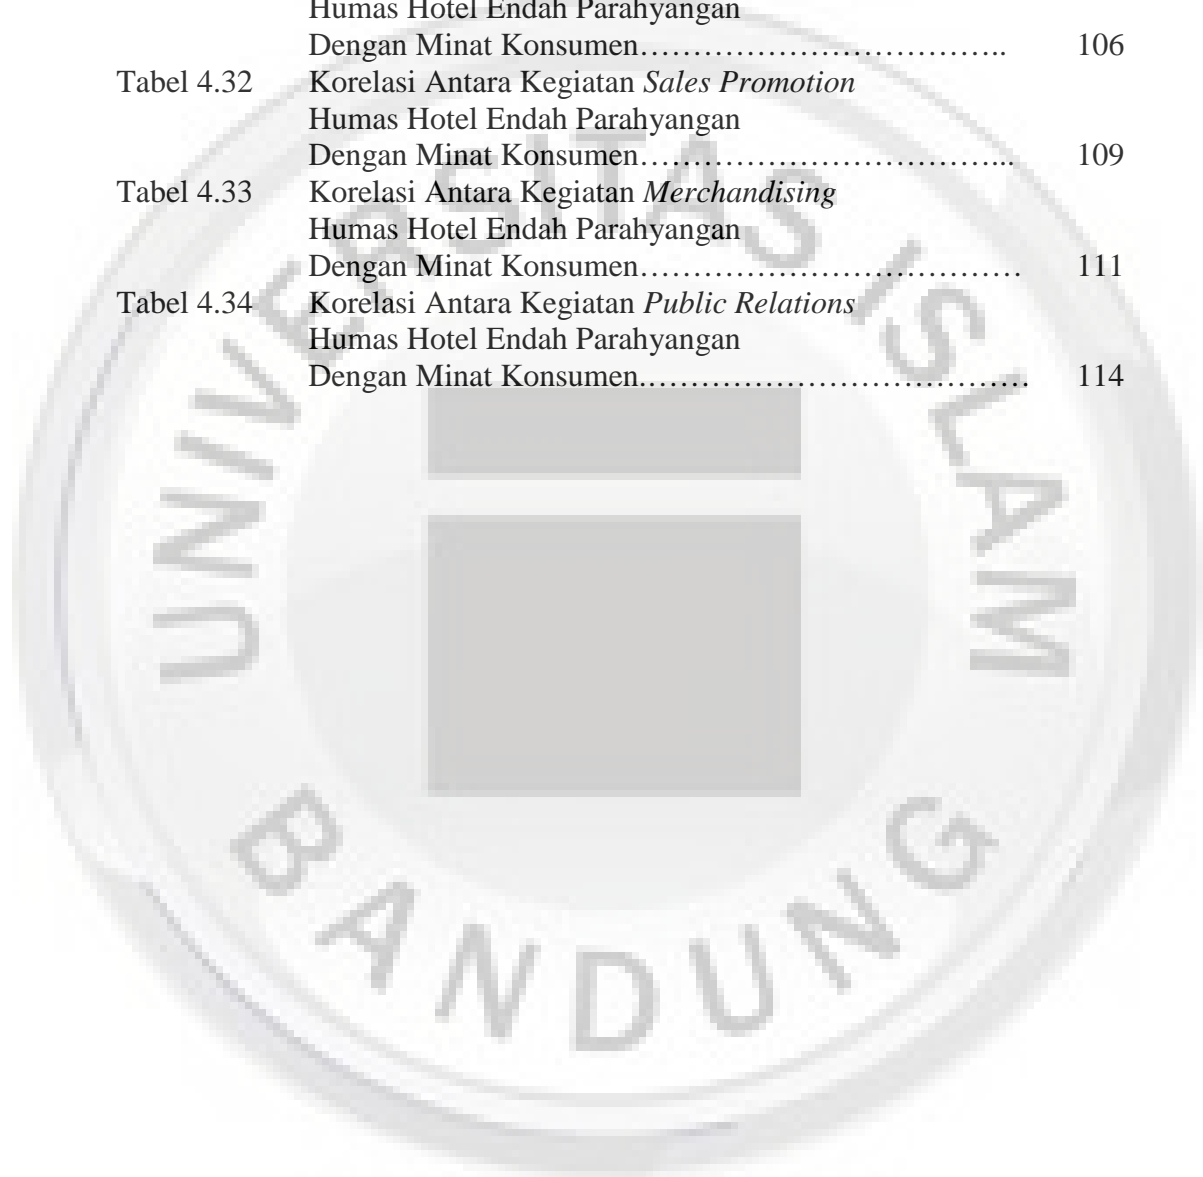 Humas Hotel Endah Parahyangan
Dengan Minat Konsumen…………………………….. 106
Tabel 4.32 Korelasi Antara Kegiatan Sales Promotion
Humas Hotel Endah Parahyangan
Dengan Minat Konsumen……………………………... 109
Tabel 4.33 Korelasi Antara Kegiatan Merchandising
Humas Hotel Endah Parahyangan
Dengan Minat Konsumen……………………………… 111
Tabel 4.34 Korelasi Antara Kegiatan Public Relations
Humas Hotel Endah Parahyangan
Dengan Minat Konsumen.……………………………… 114
UNIVERSITAS ISLAM
BANDUNG